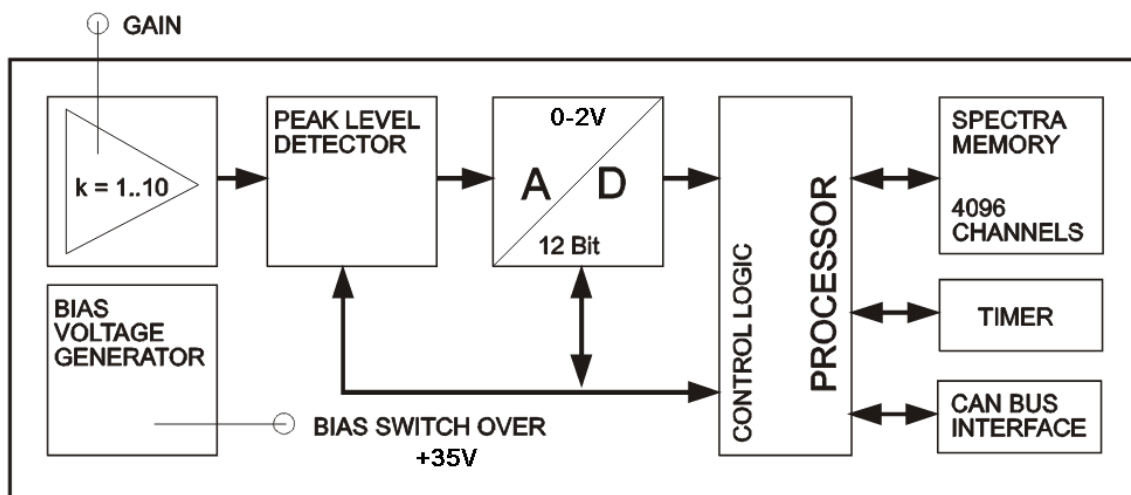 GAIN
k = 1..10
PEAK LEVEL
DETECTOR
0-2V
A
D
12 Bit
CONTROL LOGIC
PROCESSOR
SPECTRA
MEMORY
4096
CHANNELS
BIAS
VOLTAGE
GENERATOR
TIMER
CAN BUS
INTERFACE
BIAS SWITCH OVER
+35V